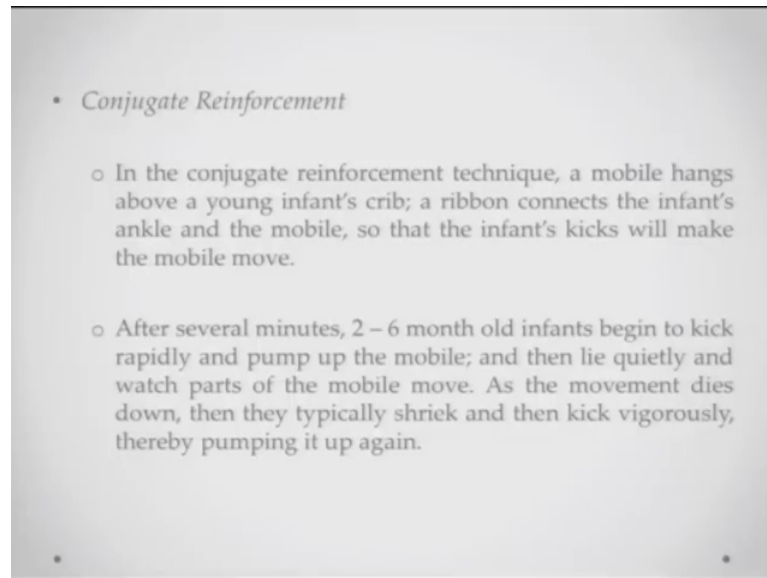 • Conjugate Reinforcement
o In the conjugate reinforcement technique, a mobile hangs
above a young infant's crib; a ribbon connects the infant's
ankle and the mobile, so that the infant's kicks will make
the mobile move.
o After several minutes, 2 – 6 month old infants begin to kick
rapidly and pump up the mobile; and then lie quietly and
watch parts of the mobile move. As the movement dies
down, then they typically shriek and then kick vigorously,
thereby pumping it up again.